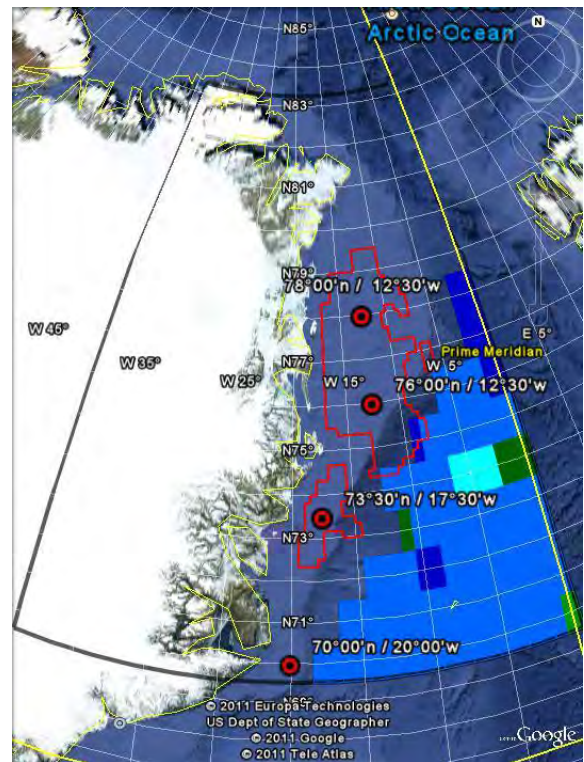 Arctic Ocean
N
N85°
N83°
N81°
N79°
78°00'n / 12°30'w
W 45°
W 35°
W 25°
N77°
W 15°
W 5°
E 5°
Prime Meridian
76°00'n / 12°30'w
N75°
73°30'n / 17°30'w
N73°
N71°
70°00'n / 20°00'w
© 2011 Europa Technologies
US Dept of State Geographer
© 2011 Google
© 2011 Tele Atlas
Google